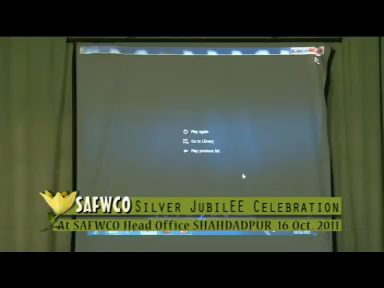 Play again
Go to Library
Play previous list
SAFWCO SILVER JUBILEE CELEBRATION
At SAFWCO Head Office SHAHDADPUR, 16 Oct. 2011